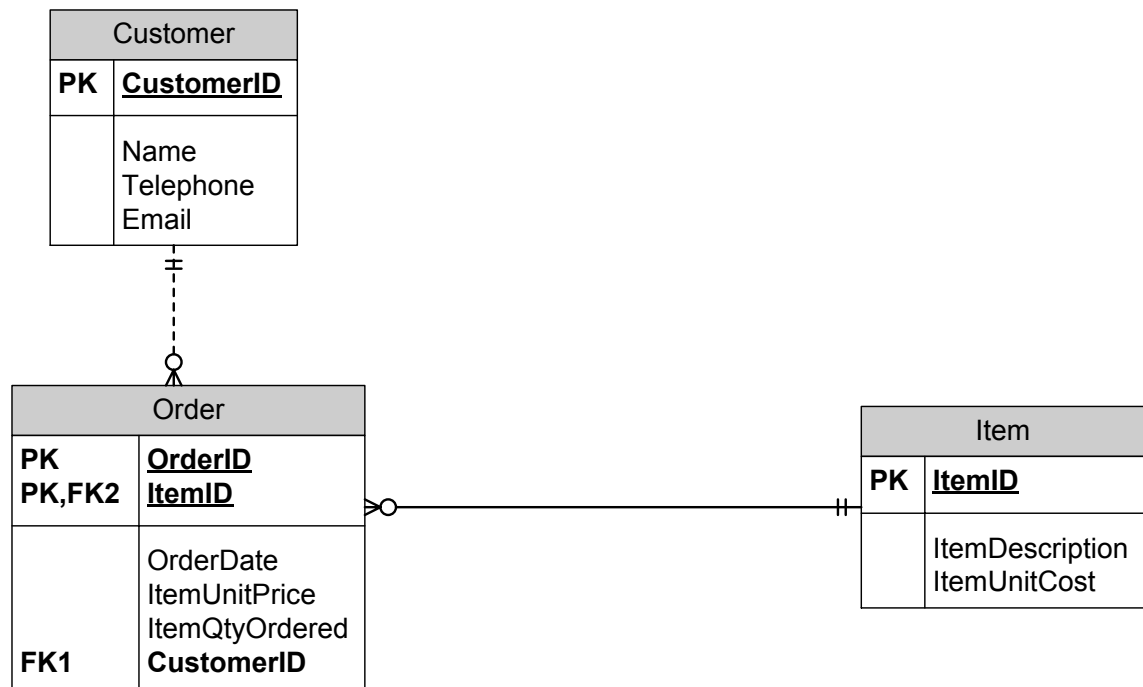 Customer
PK CustomerID
Name
Telephone
Email
Order
PK OrderID
PK,FK2 ItemID
OrderDate
ItemUnitPrice
ItemQtyOrdered
FK1 CustomerID
Item
PK ItemID
ItemDescription
ItemUnitCost